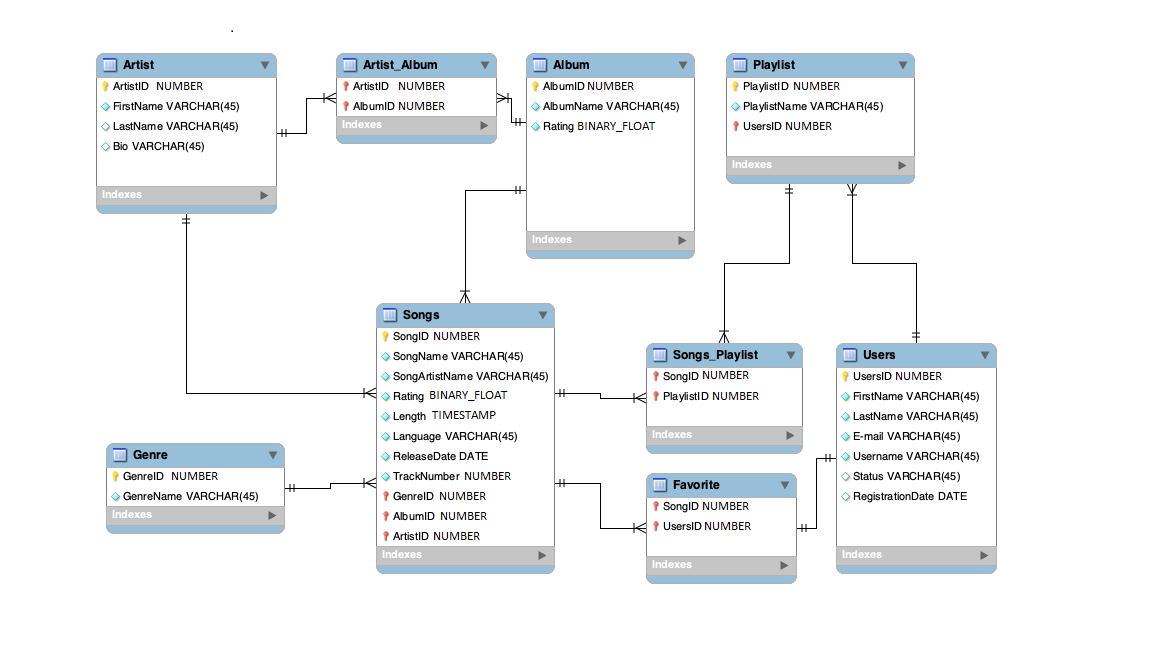 .
Artist
ArtistID NUMBER
FirstName VARCHAR(45)
LastName VARCHAR(45)
Bio VARCHAR(45)
Indexes
Artist_Album
ArtistID NUMBER
AlbumID NUMBER
Indexes
Album
AlbumID NUMBER
AlbumName VARCHAR(45)
Rating BINARY_FLOAT
Indexes
Playlist
PlaylistID NUMBER
PlaylistName VARCHAR(45)
UsersID NUMBER
Indexes
Songs
SongID NUMBER
SongName VARCHAR(45)
SongArtistName VARCHAR(45)
Rating BINARY_FLOAT
Length TIMESTAMP
Language VARCHAR(45)
ReleaseDate DATE
TrackNumber NUMBER
GenreID NUMBER
AlbumID NUMBER
ArtistID NUMBER
Indexes
Songs_Playlist
SongID NUMBER
PlaylistID NUMBER
Indexes
Users
UsersID NUMBER
FirstName VARCHAR(45)
LastName VARCHAR(45)
E-mail VARCHAR(45)
Username VARCHAR(45)
Status VARCHAR(45)
RegistrationDate DATE
Indexes
Genre
GenreID NUMBER
GenreName VARCHAR(45)
Indexes
Favorite
SongID NUMBER
UsersID NUMBER
Indexes